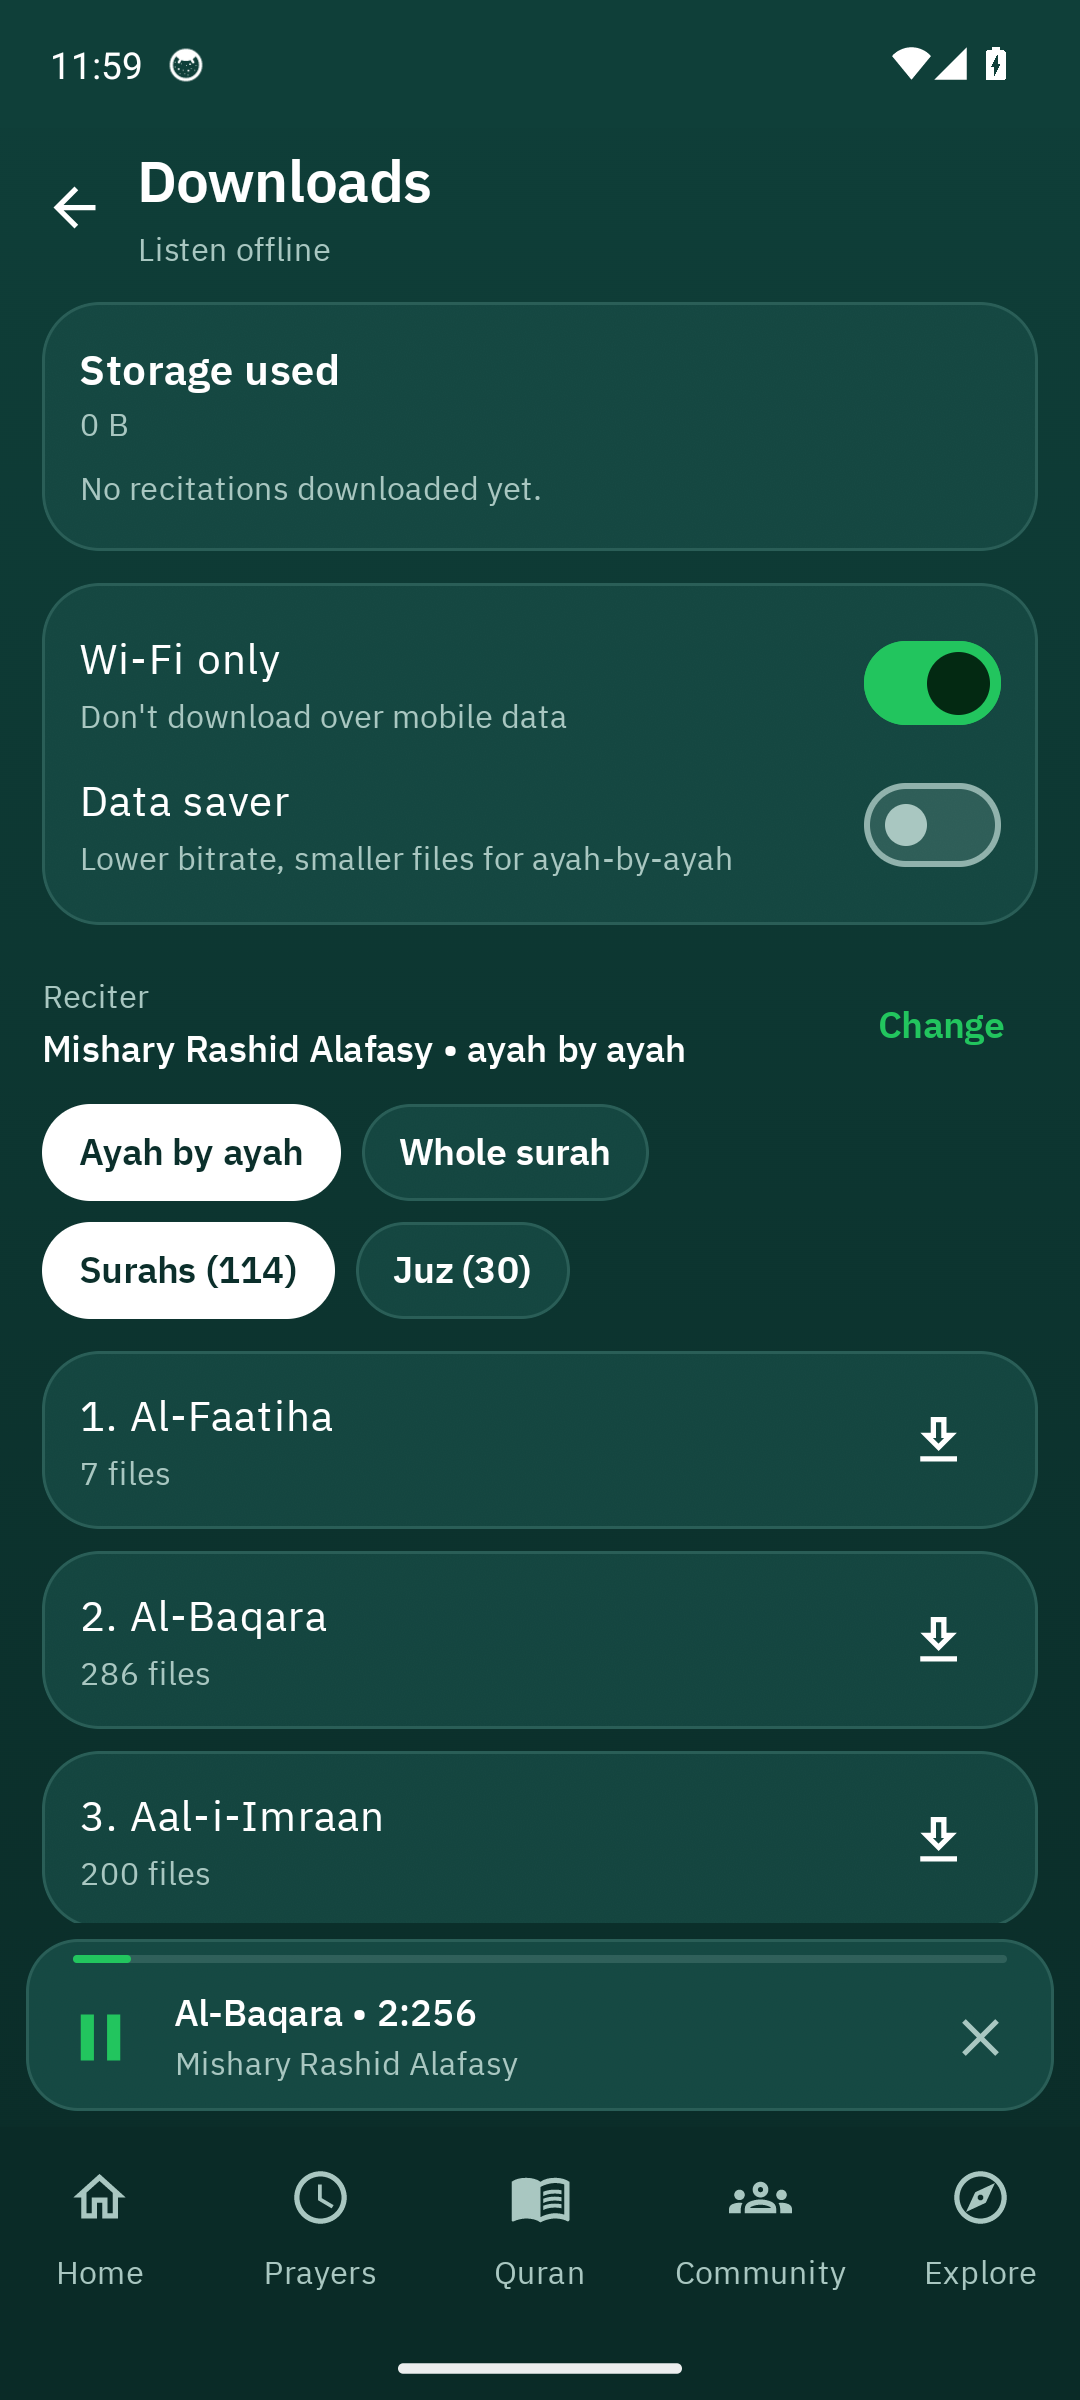 11:59
Downloads
Listen offline
Storage used
0 B
No recitations downloaded yet.
Wi-Fi only
Don't download over mobile data
Data saver
Lower bitrate, smaller files for ayah-by-ayah
Reciter
Mishary Rashid Alafasy • ayah by ayah
Change
Ayah by ayah
Whole surah
Surahs (114)
Juz (30)
1. Al-Faatiha
7 files
2. Al-Baqara
286 files
3. Aal-i-Imraan
200 files
Al-Baqara • 2:256
Mishary Rashid Alafasy
Home
Prayers
Quran
Community
Explore